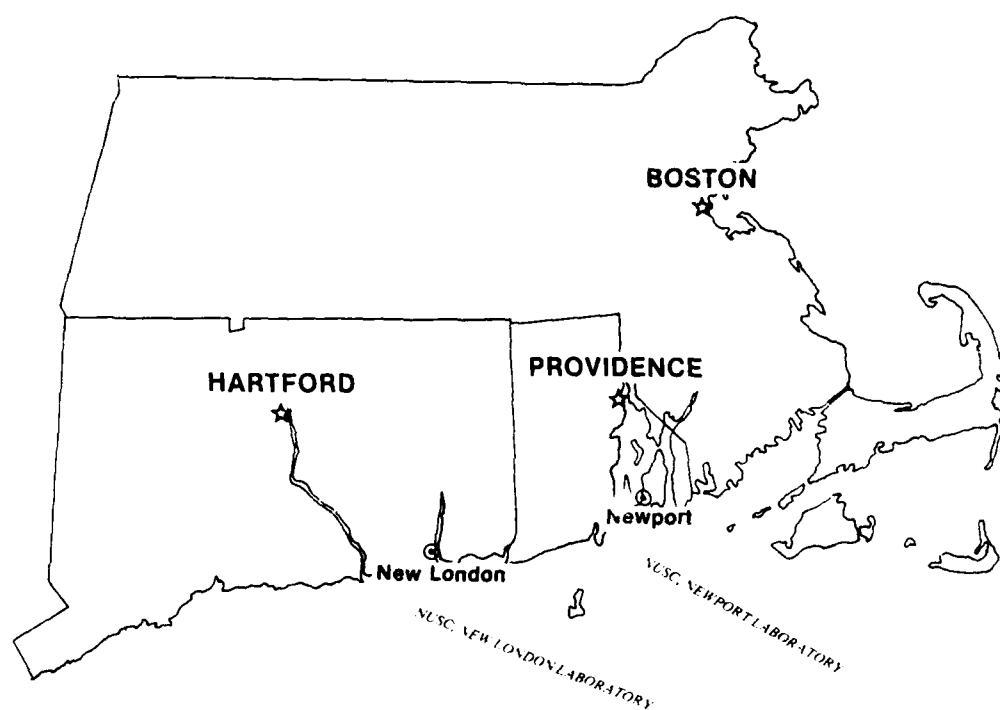 BOSTON
PROVIDENCE
HARTFORD
Newport
New London
NUSC, NEWPORT LABORATORY
NUSC, NEW LONDON LABORATORY